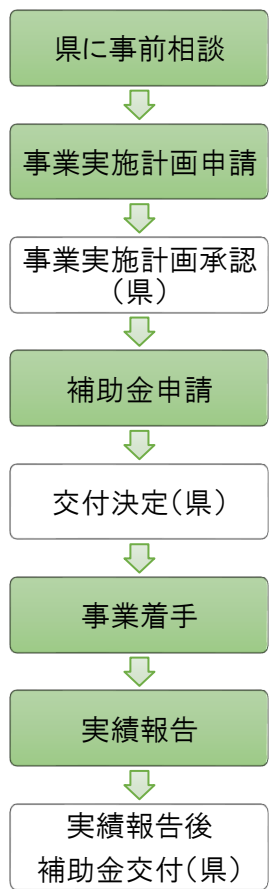 県に事前相談
事業実施計画申請
事業実施計画承認
(県)
補助金申請
交付決定(県)
事業着手
実績報告
実績報告後
補助金交付(県)